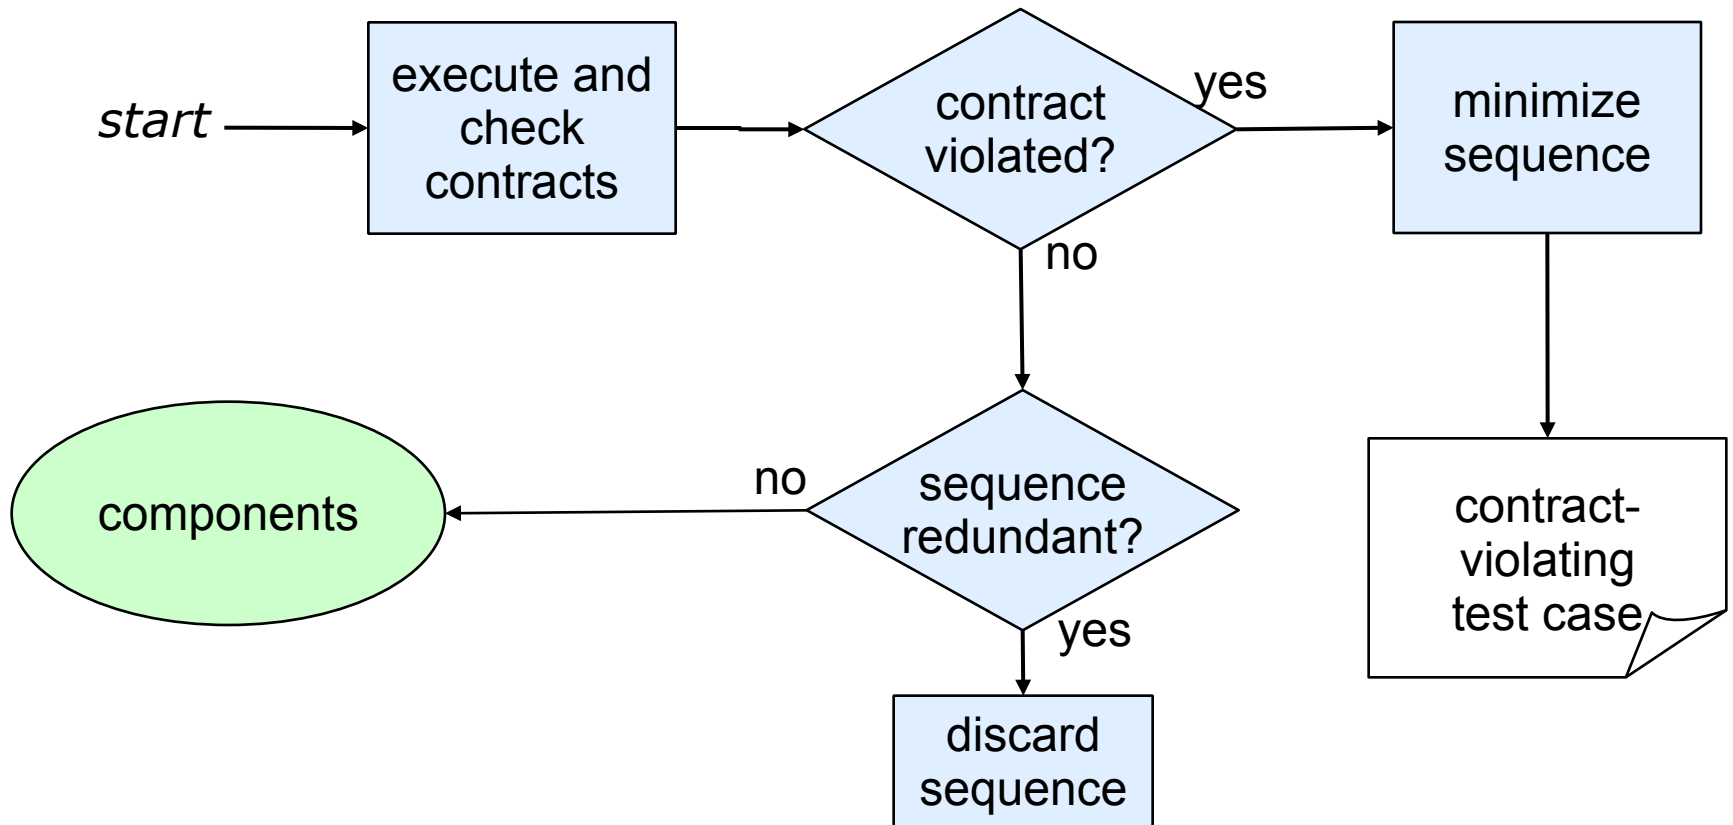 start
execute and
check
contracts
contract
violated?
yes
minimize
sequence
no
components
no
sequence
redundant?
contract-
violating
test case
yes
discard
sequence